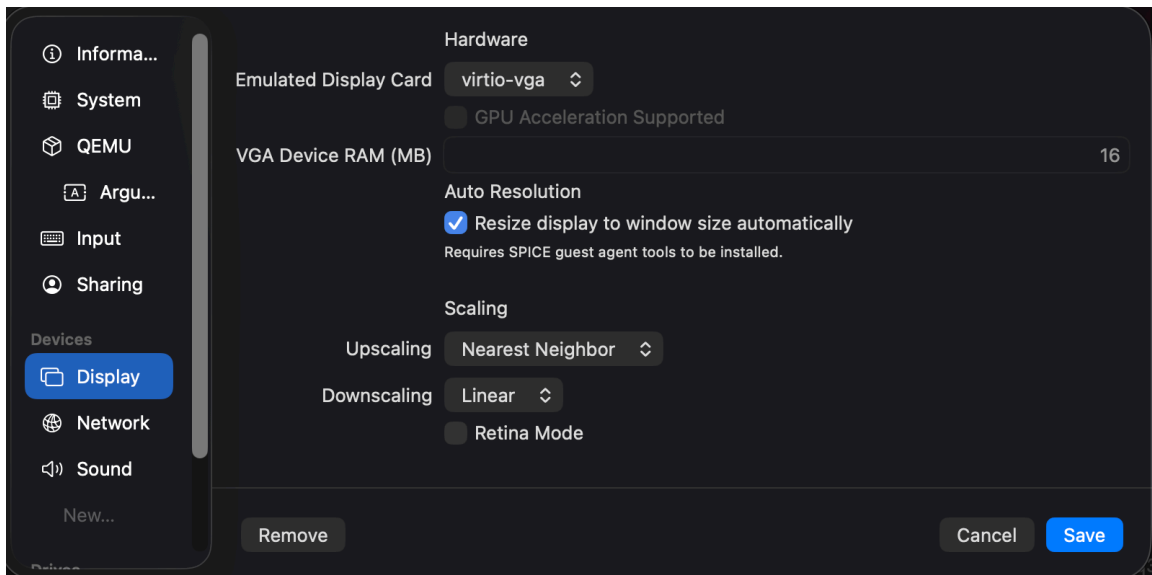 Informa...
System
QEMU
Argu...
Input
Sharing
Devices
Display
Network
Sound
New...
Drives
Hardware
Emulated Display Card virtio-vga
GPU Acceleration Supported
VGA Device RAM (MB) 16
Auto Resolution
Resize display to window size automatically
Requires SPICE guest agent tools to be installed.
Scaling
Upscaling Nearest Neighbor
Downscaling Linear
Retina Mode
Remove Cancel Save